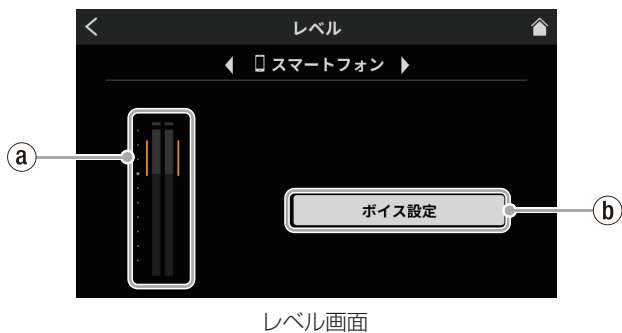 レベル
スマートフォン
ⓐ
ボイス設定
ⓑ
レベル画面